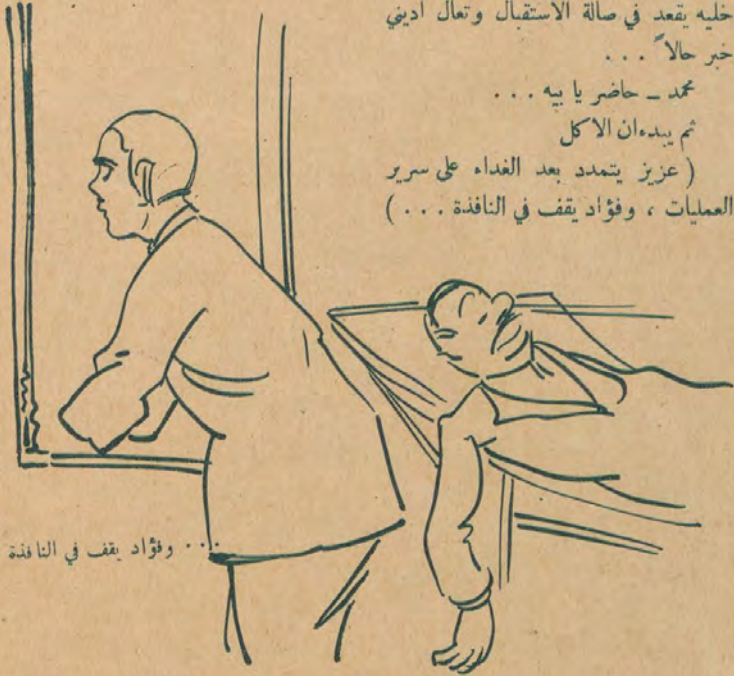 خليه يقعد في صالة الاستقبال وتعال اديني
خبر حالاً . . .
محمد ــ حاضر يا بيه . . .
ثم يبدءان الاكل
( عزيز يتمدد بعد الغداء على سرير
العمليات ، وفؤاد يقف في النافذة . . . )
. . . وفؤاد يقف في النافذة